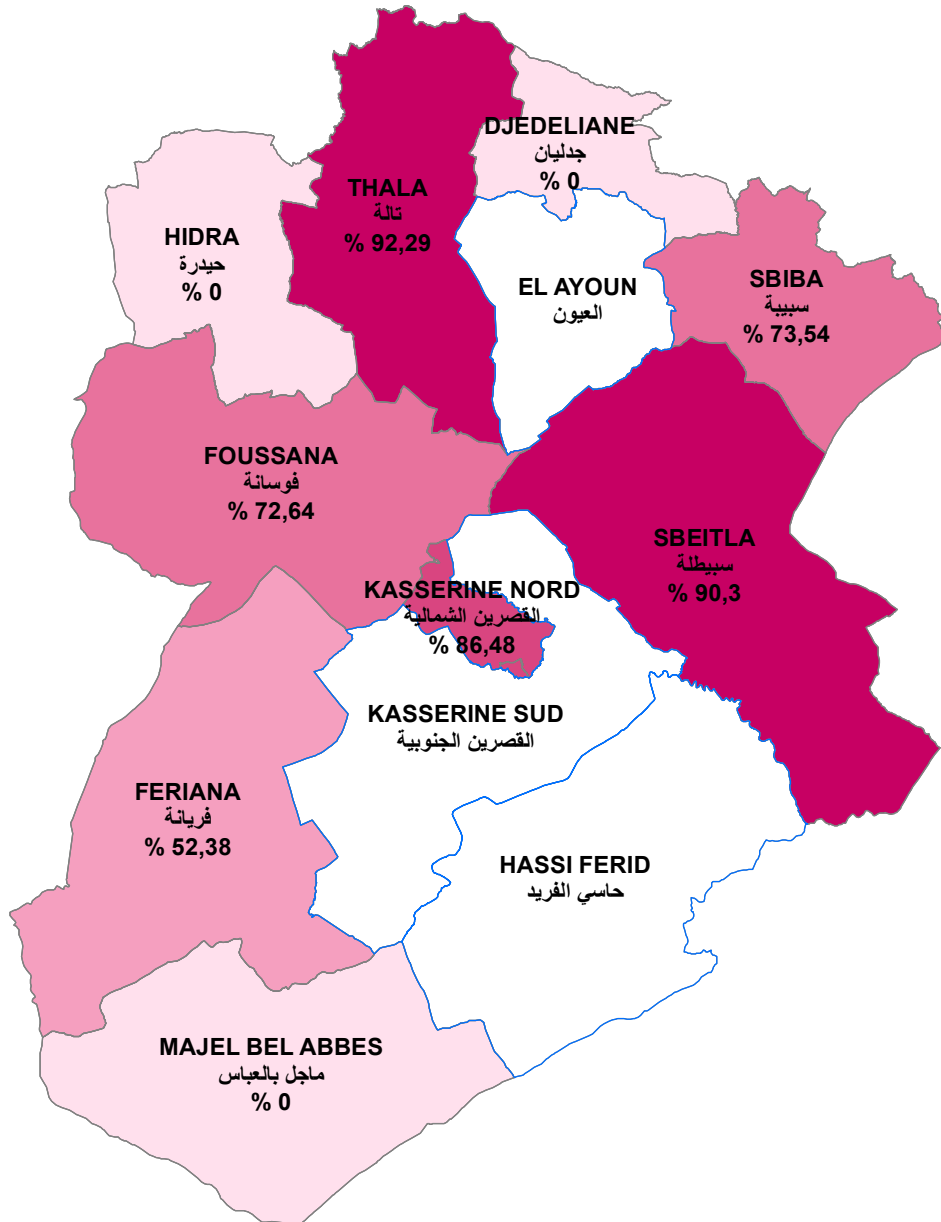 DJEDELIANE
جدليان
% 0
THALA
تالة
% 92,29
HIDRA
حيدرة
% 0
EL AYOUN
العيون
SBIBA
سبيبة
% 73,54
FOUSSANA
فوسانة
% 72,64
SBEITLA
سبيطلة
% 90,3
KASSERINE NORD
القصرين الشمالية
% 86,48
KASSERINE SUD
القصرين الجنوبية
FERIANA
فريانة
% 52,38
HASSI FERID
حاسي الفريد
MAJEL BEL ABBES
ماجل بالعباس
% 0